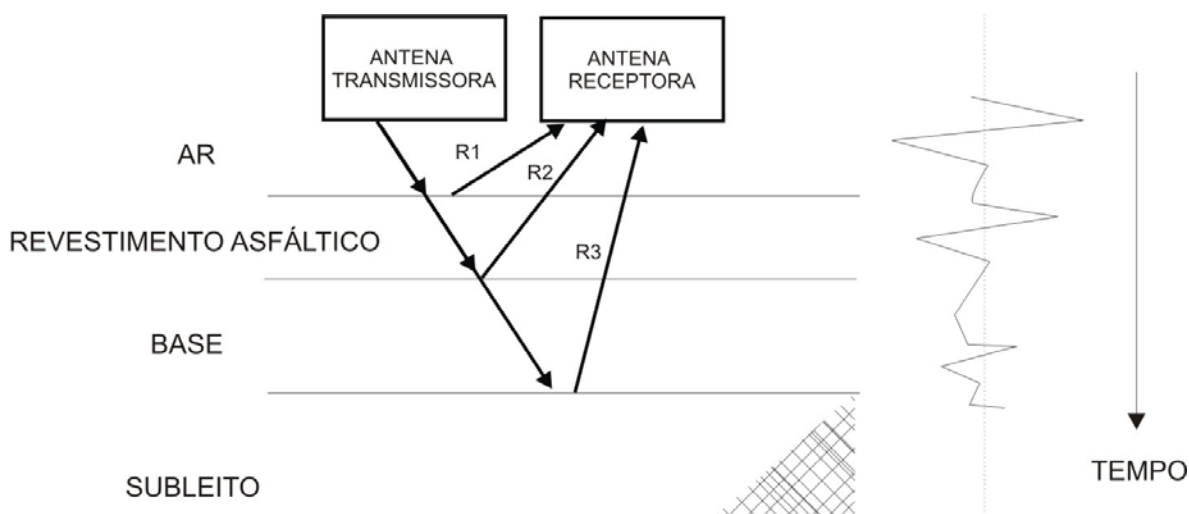 ANTENA
TRANSMISSORA
ANTENA
RECEPTORA
AR
R1
R2
REVESTIMENTO ASFÁLTICO
R3
BASE
TEMPO
SUBLEITO